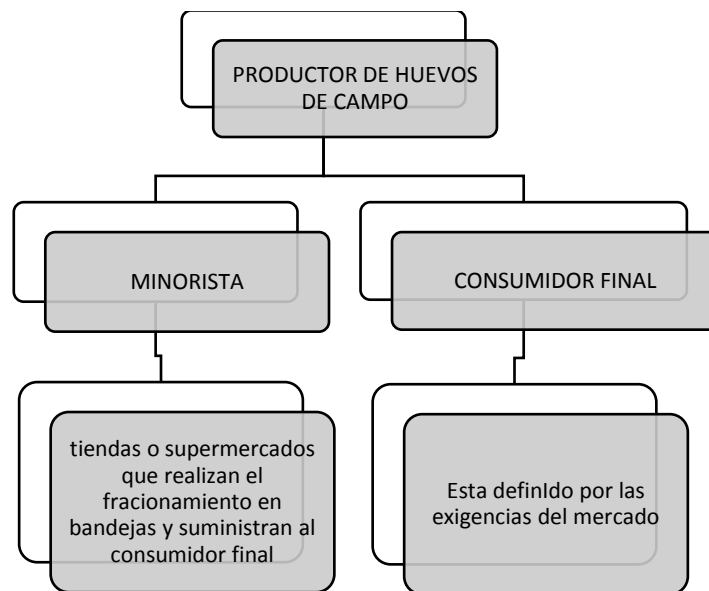 PRODUCTOR DE HUEVOS
DE CAMPO
MINORISTA
CONSUMIDOR FINAL
tiendas o supermercados
que realizan el
fracionamiento en
bandejas y suministran al
consumidor final
Esta definIdo por las
exigencias del mercado